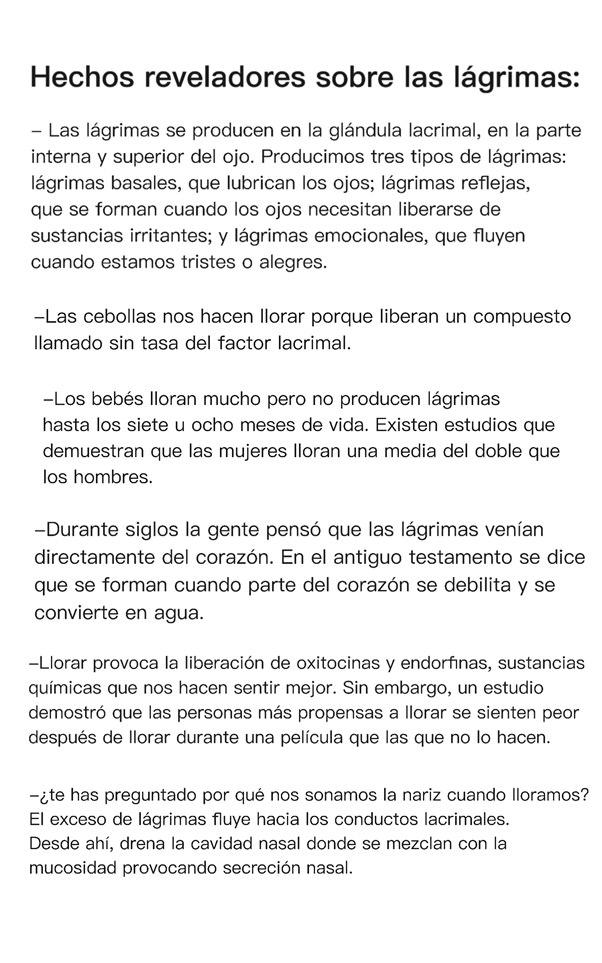 Hechos reveladores sobre las lágrimas:
– Las lágrimas se producen en la glándula lacrimal, en la parte
interna y superior del ojo. Producimos tres tipos de lágrimas:
lágrimas basales, que lubrican los ojos; lágrimas reflejas,
que se forman cuando los ojos necesitan liberarse de
sustancias irritantes; y lágrimas emocionales, que fluyen
cuando estamos tristes o alegres.
–Las cebollas nos hacen llorar porque liberan un compuesto
llamado sin tasa del factor lacrimal.
–Los bebés lloran mucho pero no producen lágrimas
hasta los siete u ocho meses de vida. Existen estudios que
demuestran que las mujeres lloran una media del doble que
los hombres.
–Durante siglos la gente pensó que las lágrimas venían
directamente del corazón. En el antiguo testamento se dice
que se forman cuando parte del corazón se debilita y se
convierte en agua.
–Llorar provoca la liberación de oxitocinas y endorfinas, sustancias
químicas que nos hacen sentir mejor. Sin embargo, un estudio
demostró que las personas más propensas a llorar se sienten peor
después de llorar durante una película que las que no lo hacen.
–¿te has preguntado por qué nos sonamos la nariz cuando lloramos?
El exceso de lágrimas fluye hacia los conductos lacrimales.
Desde ahí, drena la cavidad nasal donde se mezclan con la
mucosidad provocando secreción nasal.